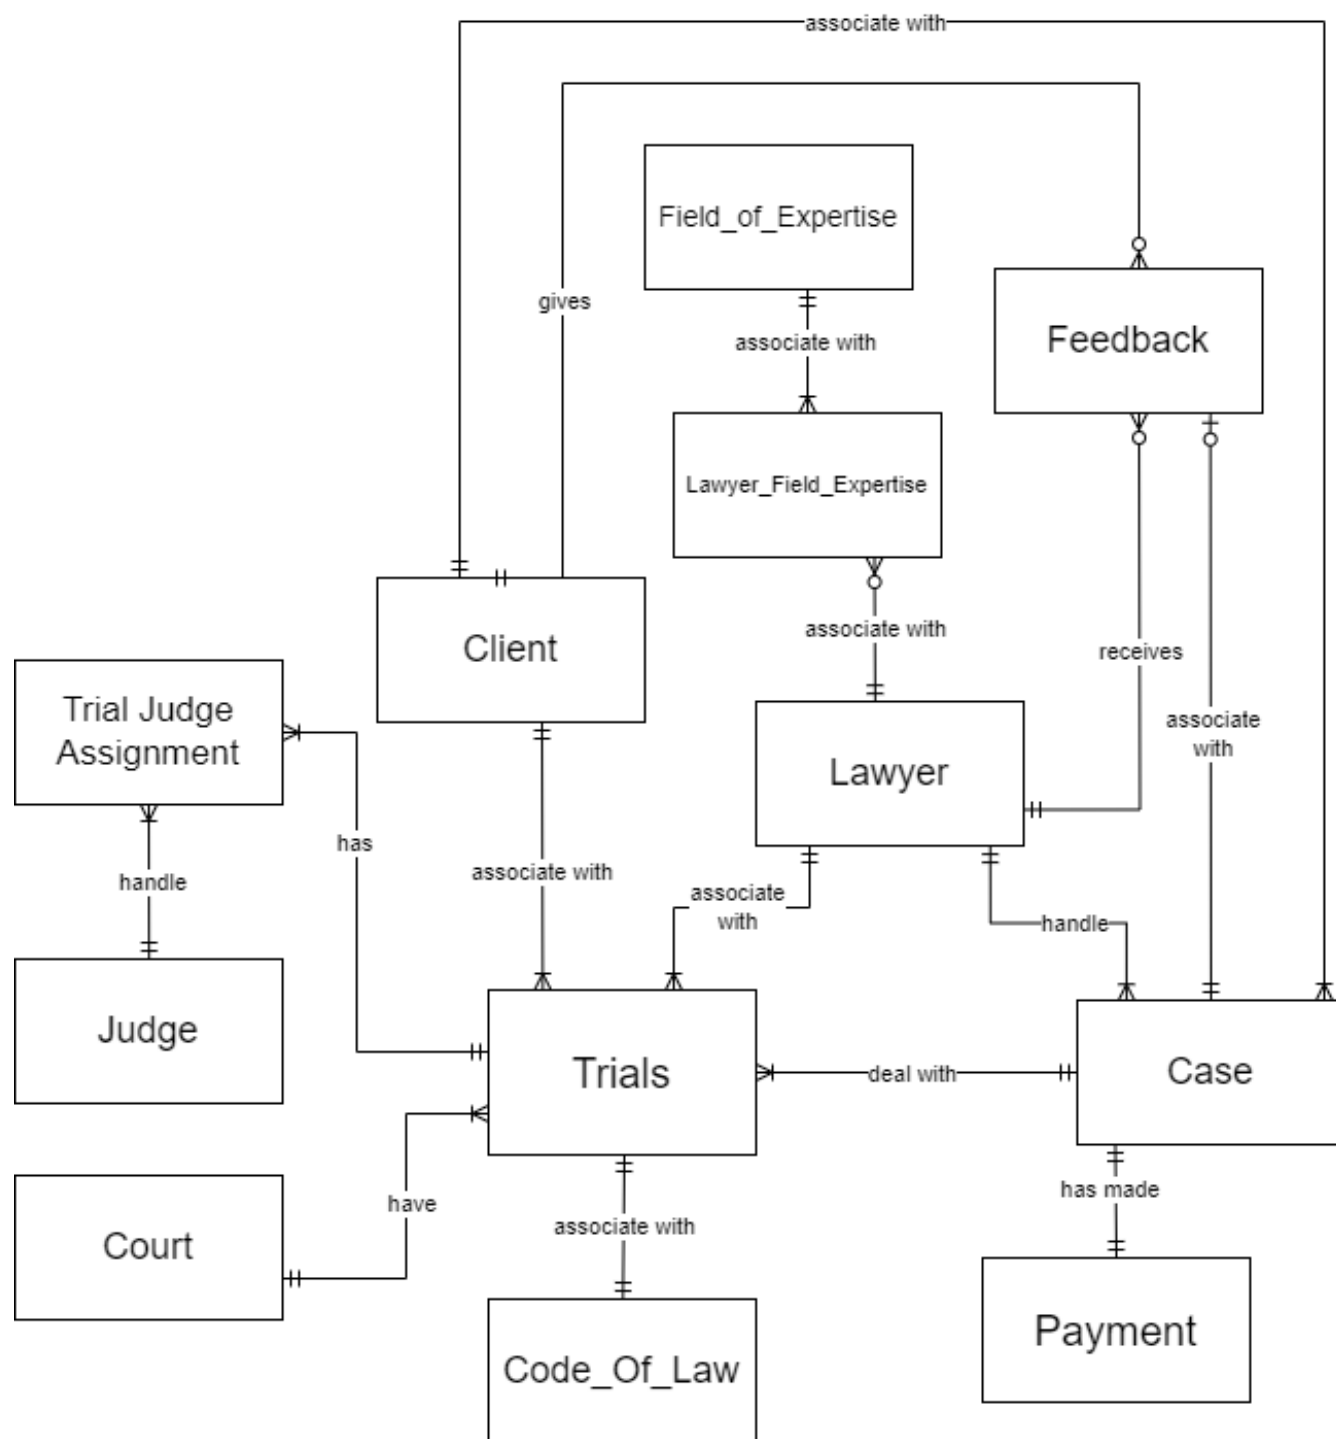 associate with
Field_of_Expertise
gives
Feedback
associate with
Lawyer_Field_Expertise
associate with
Client
receives
Trial Judge
Assignment
associate
with
Lawyer
has
associate with
handle
associate
with
handle
Judge
Trials
deal with
Case
have
has made
Court
associate with
Payment
Code_Of_Law